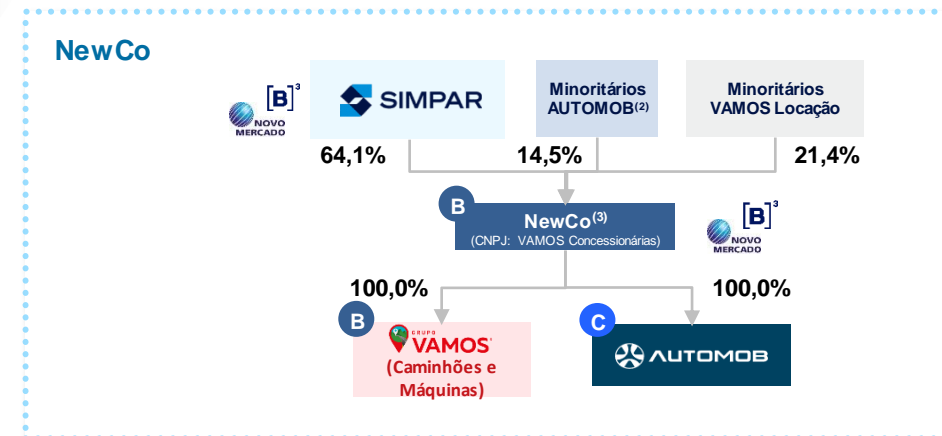 NewCo
[B]³
NOVO
MERCADO
SIMPAR
Minoritários
AUTOMOB(2)
Minoritários
VAMOS Locação
64,1%
14,5%
21,4%
B
NewCo(3)
(CNPJ: VAMOS Concessionárias)
[B]³
NOVO
MERCADO
100,0%
100,0%
B
GRUPO
VAMOS
(Caminhões e
Máquinas)
C
AUTOMOB